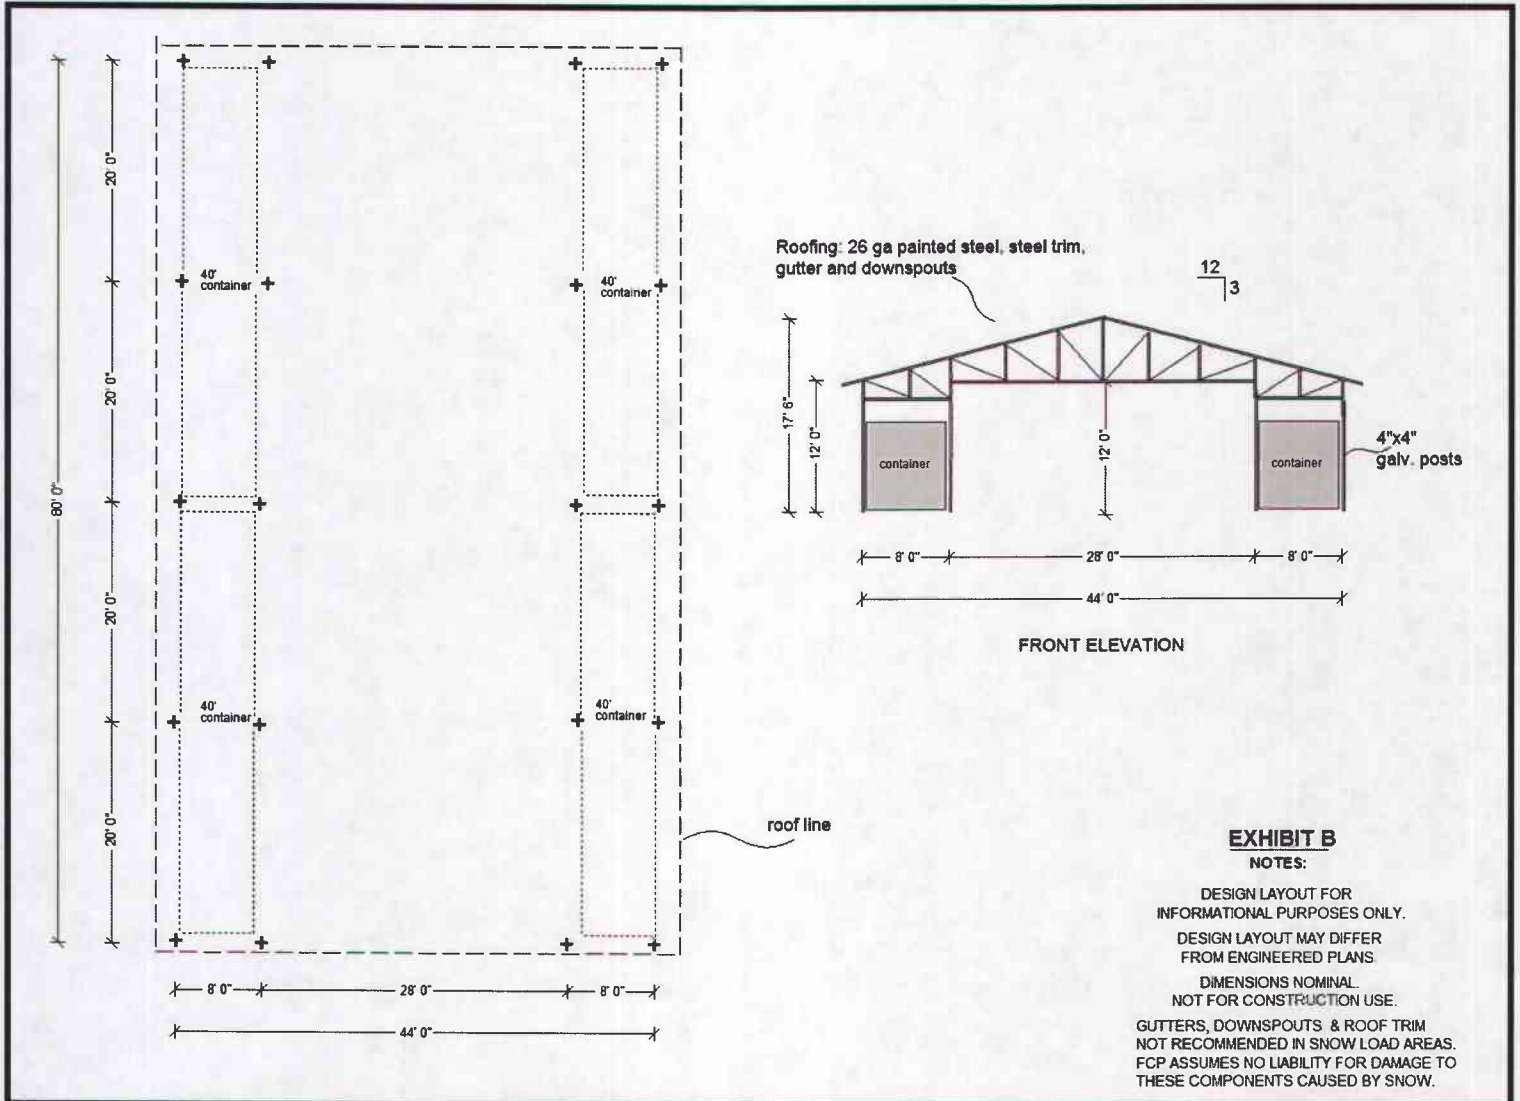 80' 0"
20' 0"
20' 0"
20' 0"
20' 0"
40'
container
40'
container
40'
container
40'
container
roof line
8' 0"
28' 0"
8' 0"
44' 0"
Roofing: 26 ga painted steel, steel trim,
gutter and downspouts
12
3
17' 6"
12' 0"
12' 0"
container
container
4"x4"
galv. posts
8' 0"
28' 0"
8' 0"
44' 0"
FRONT ELEVATION
EXHIBIT B
NOTES:
DESIGN LAYOUT FOR
INFORMATIONAL PURPOSES ONLY.
DESIGN LAYOUT MAY DIFFER
FROM ENGINEERED PLANS.
DIMENSIONS NOMINAL.
NOT FOR CONSTRUCTION USE.
GUTTERS, DOWNSPOUTS & ROOF TRIM
NOT RECOMMENDED IN SNOW LOAD AREAS.
FCP ASSUMES NO LIABILITY FOR DAMAGE TO
THESE COMPONENTS CAUSED BY SNOW.